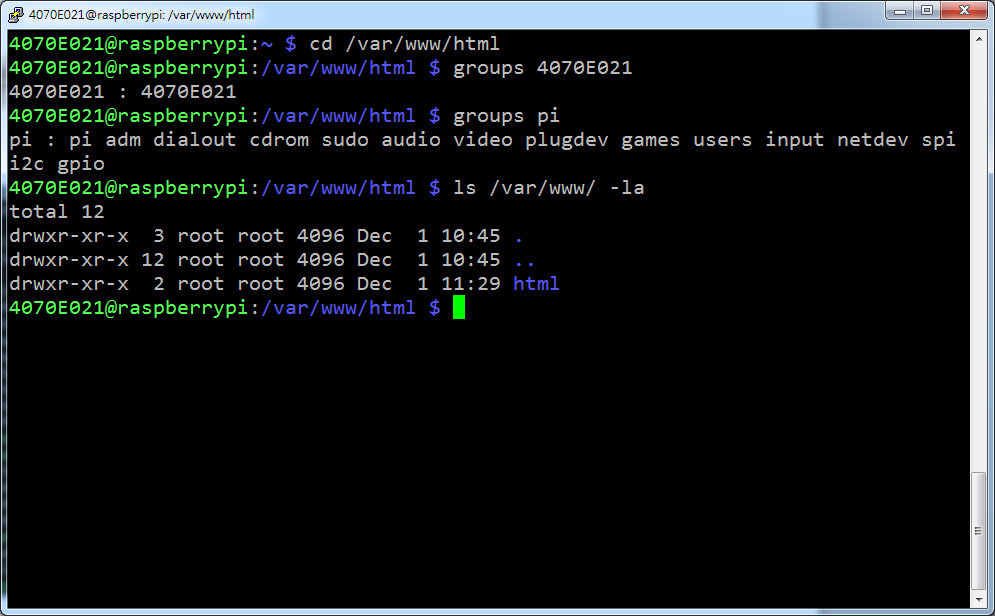 4070E021@raspberrypi: /var/www/html
4070E021@raspberrypi:~ $ cd /var/www/html
4070E021@raspberrypi:/var/www/html $ groups 4070E021
4070E021 : 4070E021
4070E021@raspberrypi:/var/www/html $ groups pi
pi : pi adm dialout cdrom sudo audio video plugdev games users input netdev spi
i2c gpio
4070E021@raspberrypi:/var/www/html $ ls /var/www/ -la
total 12
drwxr-xr-x  3 root root 4096 Dec  1 10:45 .
drwxr-xr-x 12 root root 4096 Dec  1 10:45 ..
drwxr-xr-x  2 root root 4096 Dec  1 11:29 html
4070E021@raspberrypi:/var/www/html $